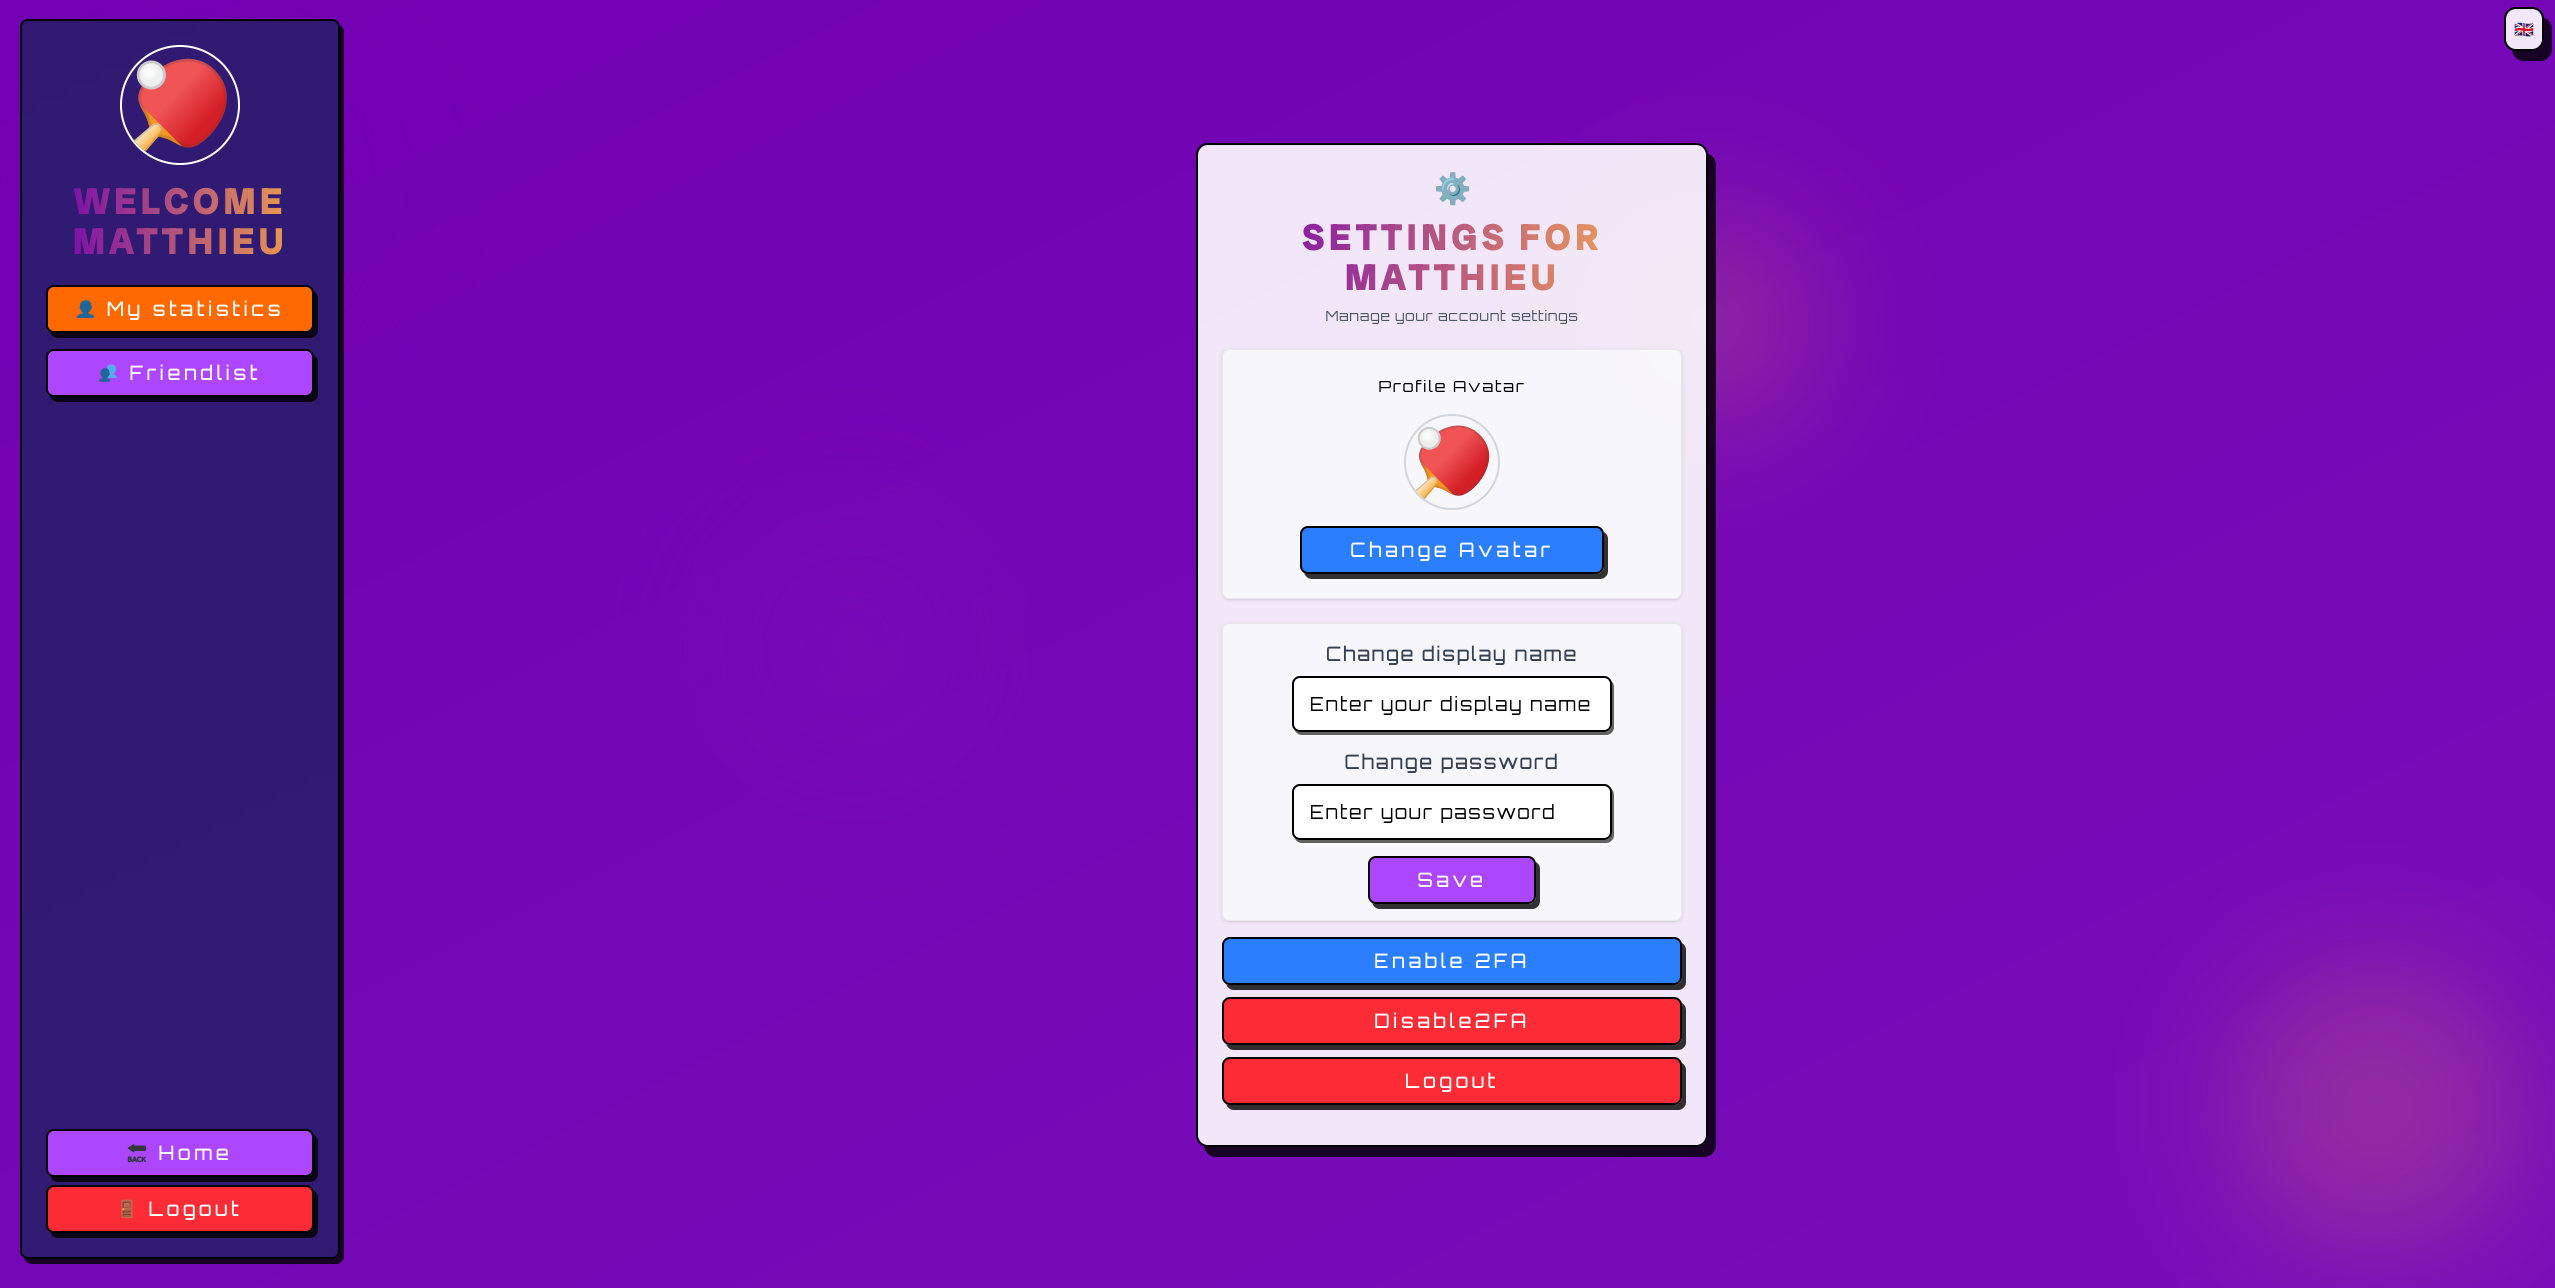 WELCOME
MATTHIEU
My statistics
Friendlist
BACK
Home
Logout
SETTINGS FOR
MATTHIEU
Manage your account settings
Profile Avatar
Change Avatar
Change display name
Enter your display name
Change password
Enter your password
Save
Enable 2FA
Disable2FA
Logout